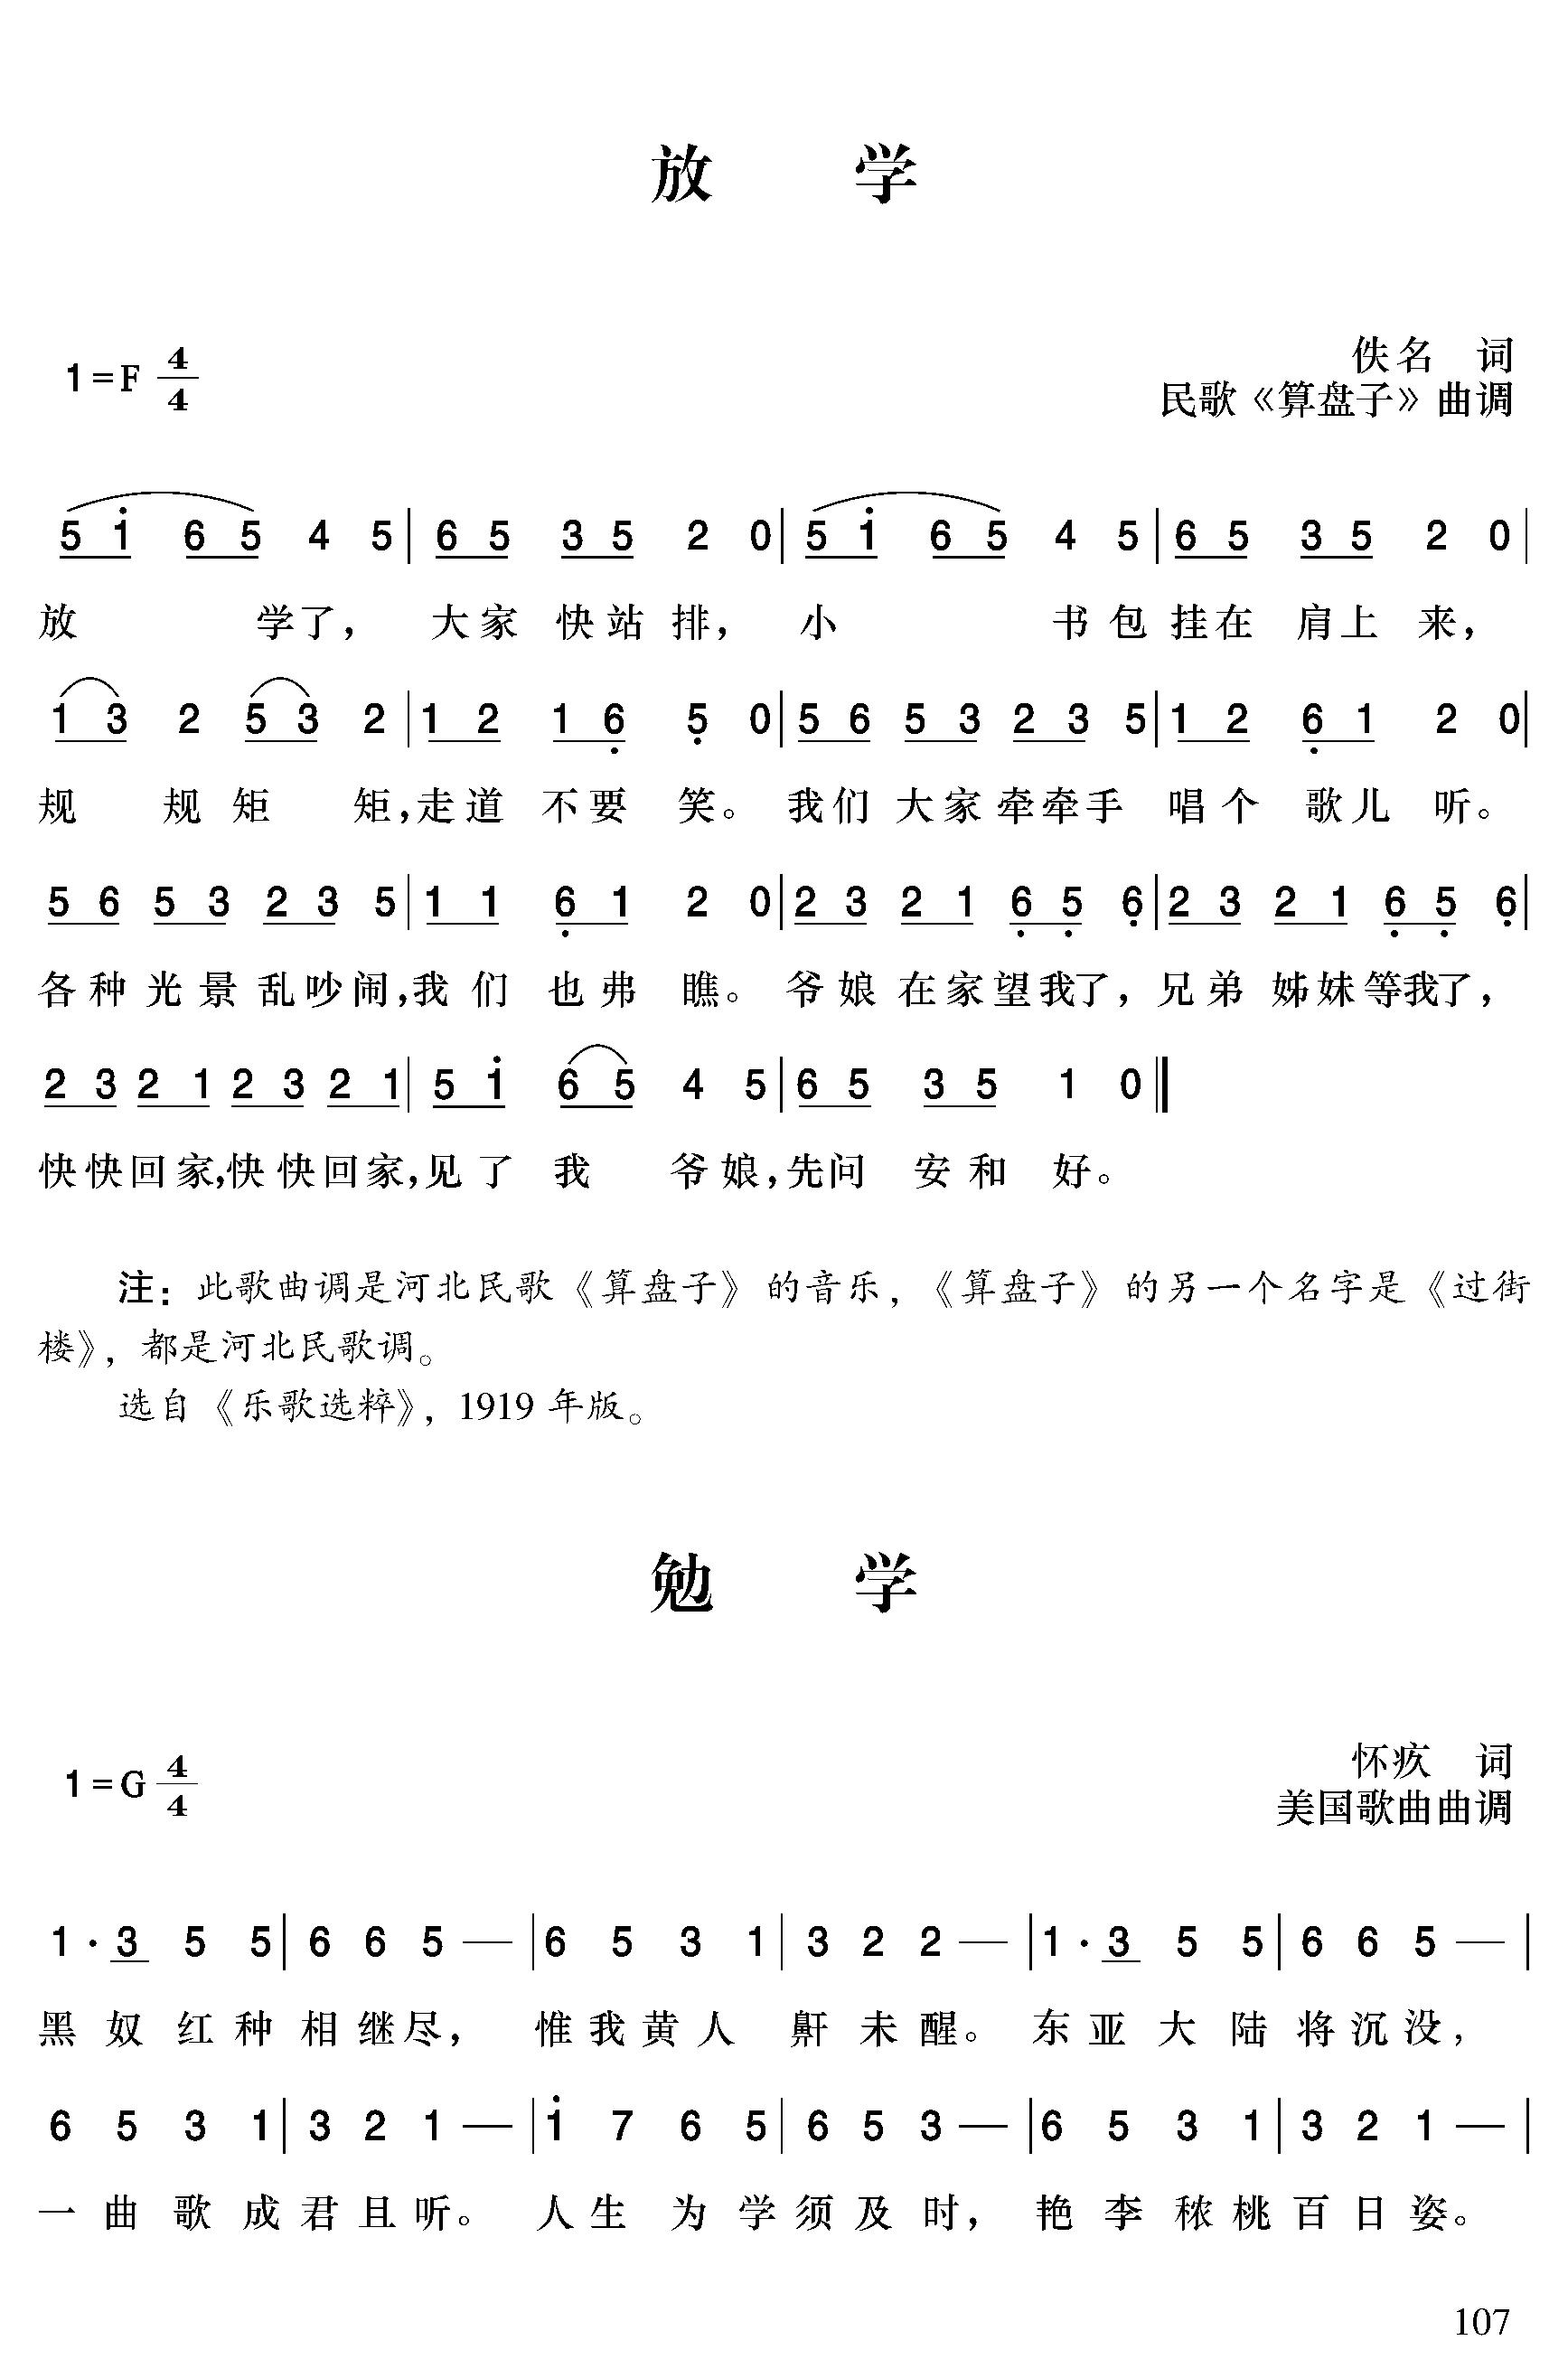 放 学
1=F 4/4
佚名 词
民歌《算盘子》曲调
5 i̇ 6 5 4 5 | 6 5 3 5 2 0 | 5 i̇ 6 5 4 5 | 6 5 3 5 2 0 |
放 学了， 大家 快站 排， 小 书包 挂在 肩上 来，
1 3 2 5 3 2 | 1 2 1 6̣ 5̣ 0 | 5 6 5 3 2 3 5 | 1 2 6̣ 1 2 0 |
规 规 矩 矩，走道 不要 笑。 我们 大家 牵牵手 唱个 歌儿 听。
5 6 5 3 2 3 5 | 1 1 6̣ 1 2 0 | 2 3 2 1 6̣ 5̣ 6̣ | 2 3 2 1 6̣ 5̣ 6̣ |
各种 光景 乱吵闹，我们 也弗 瞧。 爷娘 在家望我了，兄弟 姊妹等我了，
2 3 2 1 2 3 2 1 | 5 1̇ 6 5 4 5 | 6 5 3 5 1 0 ‖
快快回家，快快回家，见了 我 爷娘，先问 安和 好。
注：此歌曲调是河北民歌《算盘子》的音乐，《算盘子》的另一个名字是《过街
楼》，都是河北民歌调。
选自《乐歌选粹》，1919 年版。
勉 学
1=G 4/4
怀疚 词
美国歌曲曲调
1 · 3 5 5 | 6 6 5 — | 6 5 3 1 | 3 2 2 — | 1 · 3 5 5 | 6 6 5 — |
黑 奴 红 种 相 继 尽， 惟 我 黄 人 鼾 未 醒。 东 亚 大 陆 将 沉 没，
6 5 3 1 | 3 2 1 — | 1̇ 7 6 5 | 6 5 3 — | 6 5 3 1 | 3 2 1 — |
一 曲 歌 成 君 且 听。 人 生 为 学 须 及 时， 艳 李 秾 桃 百 日 姿。
107